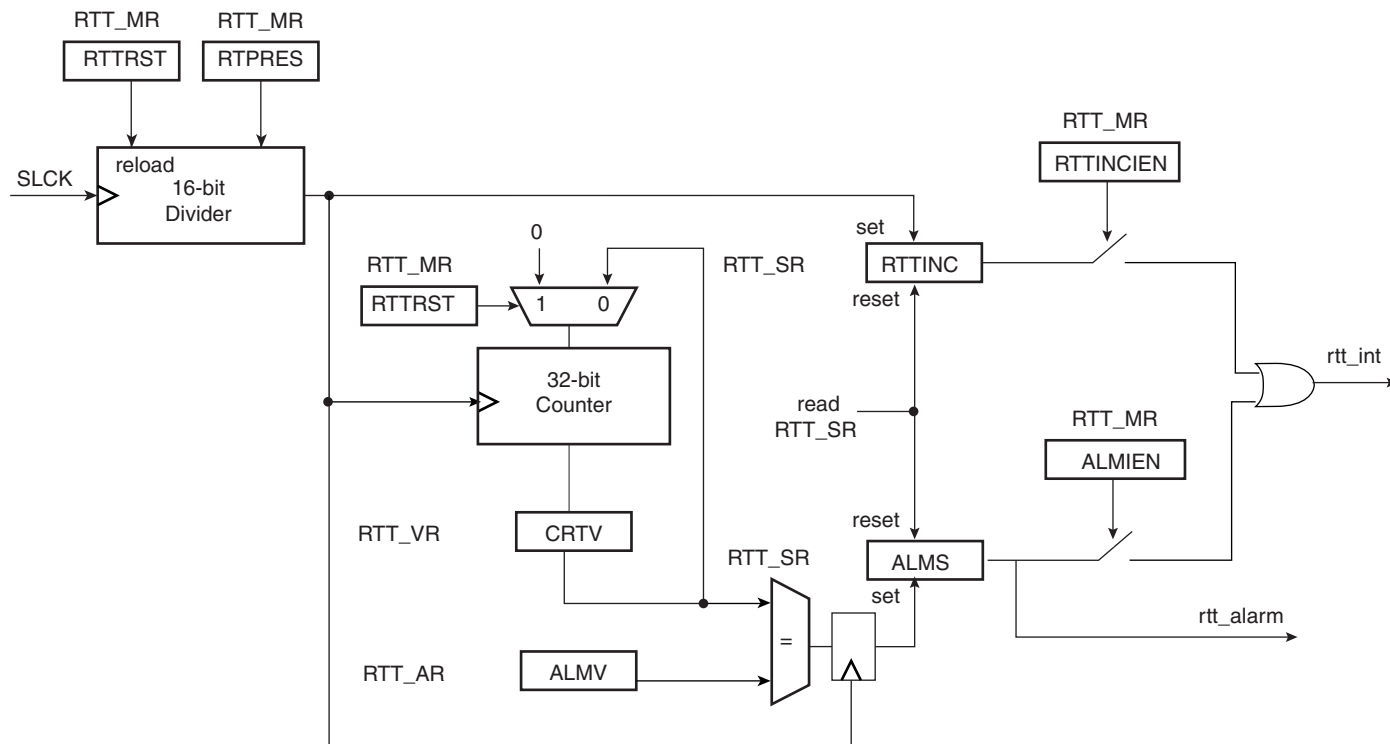 RTT_MR
RTT_MR
RTTRST
RTPRES
reload
16-bit
Divider
SLCK
RTT_MR
RTTINCIEN
0
set
RTT_MR
RTT_SR
RTTINC
RTTRST
1
0
reset
32-bit
Counter
rtt_int
read
RTT_SR
RTT_MR
ALMIEN
RTT_VR
CRTV
reset
RTT_SR
ALMS
set
rtt_alarm
=
RTT_AR
ALMV